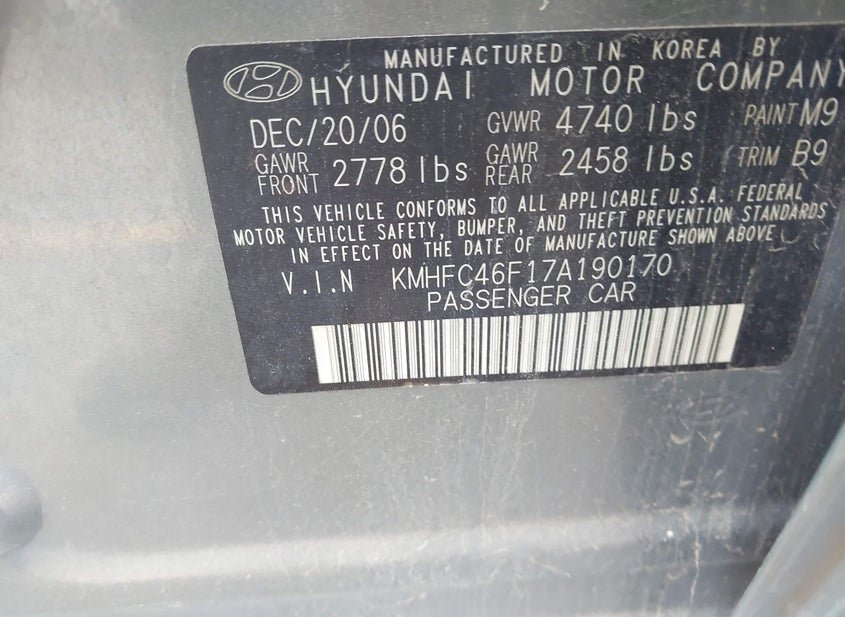 MANUFACTURED IN KOREA BY
HYUNDAI MOTOR COMPANY
DEC/20/06 GVWR 4740 lbs PAINT M9
GAWR FRONT 2778 lbs GAWR REAR 2458 lbs TRIM B9
THIS VEHICLE CONFORMS TO ALL APPLICABLE U.S.A. FEDERAL
MOTOR VEHICLE SAFETY, BUMPER, AND THEFT PREVENTION STANDARDS
IN EFFECT ON THE DATE OF MANUFACTURE SHOWN ABOVE
V.I.N KMHFC46F17A190170
PASSENGER CAR